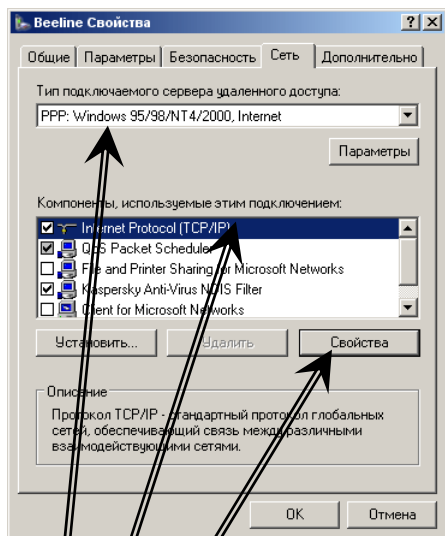 Beeline Свойства
Общие Параметры Безопасность Сеть Дополнительно
Тип подключаемого сервера удаленного доступа:
PPP: Windows 95/98/NT4/2000, Internet
Параметры
Компоненты, используемые этим подключением:
Internet Protocol (TCP/IP)
QoS Packet Scheduler
File and Printer Sharing for Microsoft Networks
Kaspersky Anti-Virus NDIS Filter
Client for Microsoft Networks
Установить... Удалить Свойства
Описание
Протокол TCP/IP - стандартный протокол глобальных
сетей, обеспечивающий связь между различными
взаимодействующими сетями.
OK Отмена